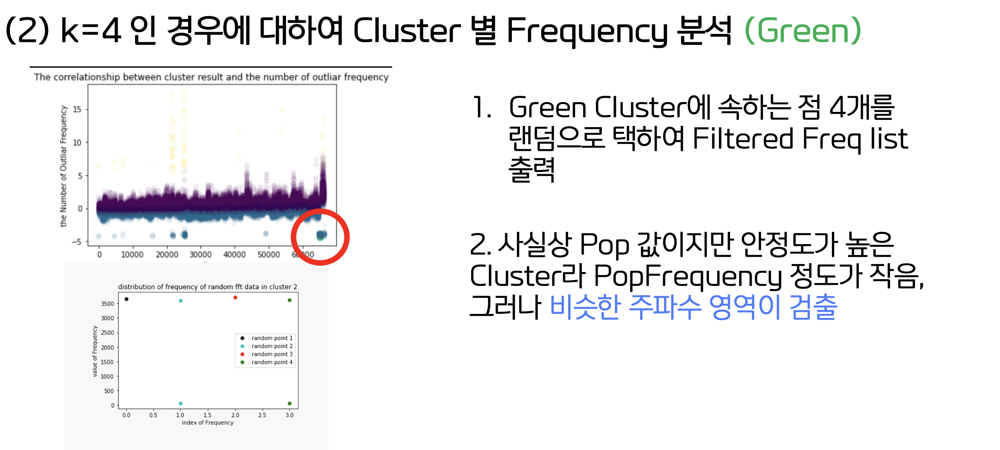 (2) k=4 인 경우에 대하여 Cluster 별 Frequency 분석 (Green)
The correlationship between cluster result and the number of outliar frequency
the Number of Outliar Frequency
15
10
5
0
−5
0 10000 20000 30000 40000 50000 60000
distribution of frequency of random fft data in cluster 2
value of Frequency
3500
3000
2500
2000
1500
1000
500
0
random point 1
random point 2
random point 3
random point 4
0.0 0.5 1.0 1.5 2.0 2.5 3.0
index of Frequency
1. Green Cluster에 속하는 점 4개를
랜덤으로 택하여 Filtered Freq list
출력
2. 사실상 Pop 값이지만 안정도가 높은
Cluster라 PopFrequency 정도가 작음,
그러나 비슷한 주파수 영역이 검출